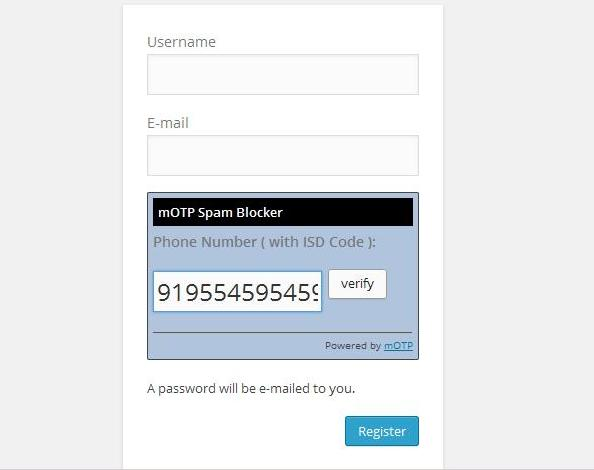 Username
E-mail
mOTP Spam Blocker
Phone Number ( with ISD Code ):
919554595459
verify
Powered by mOTP
A password will be e-mailed to you.
Register